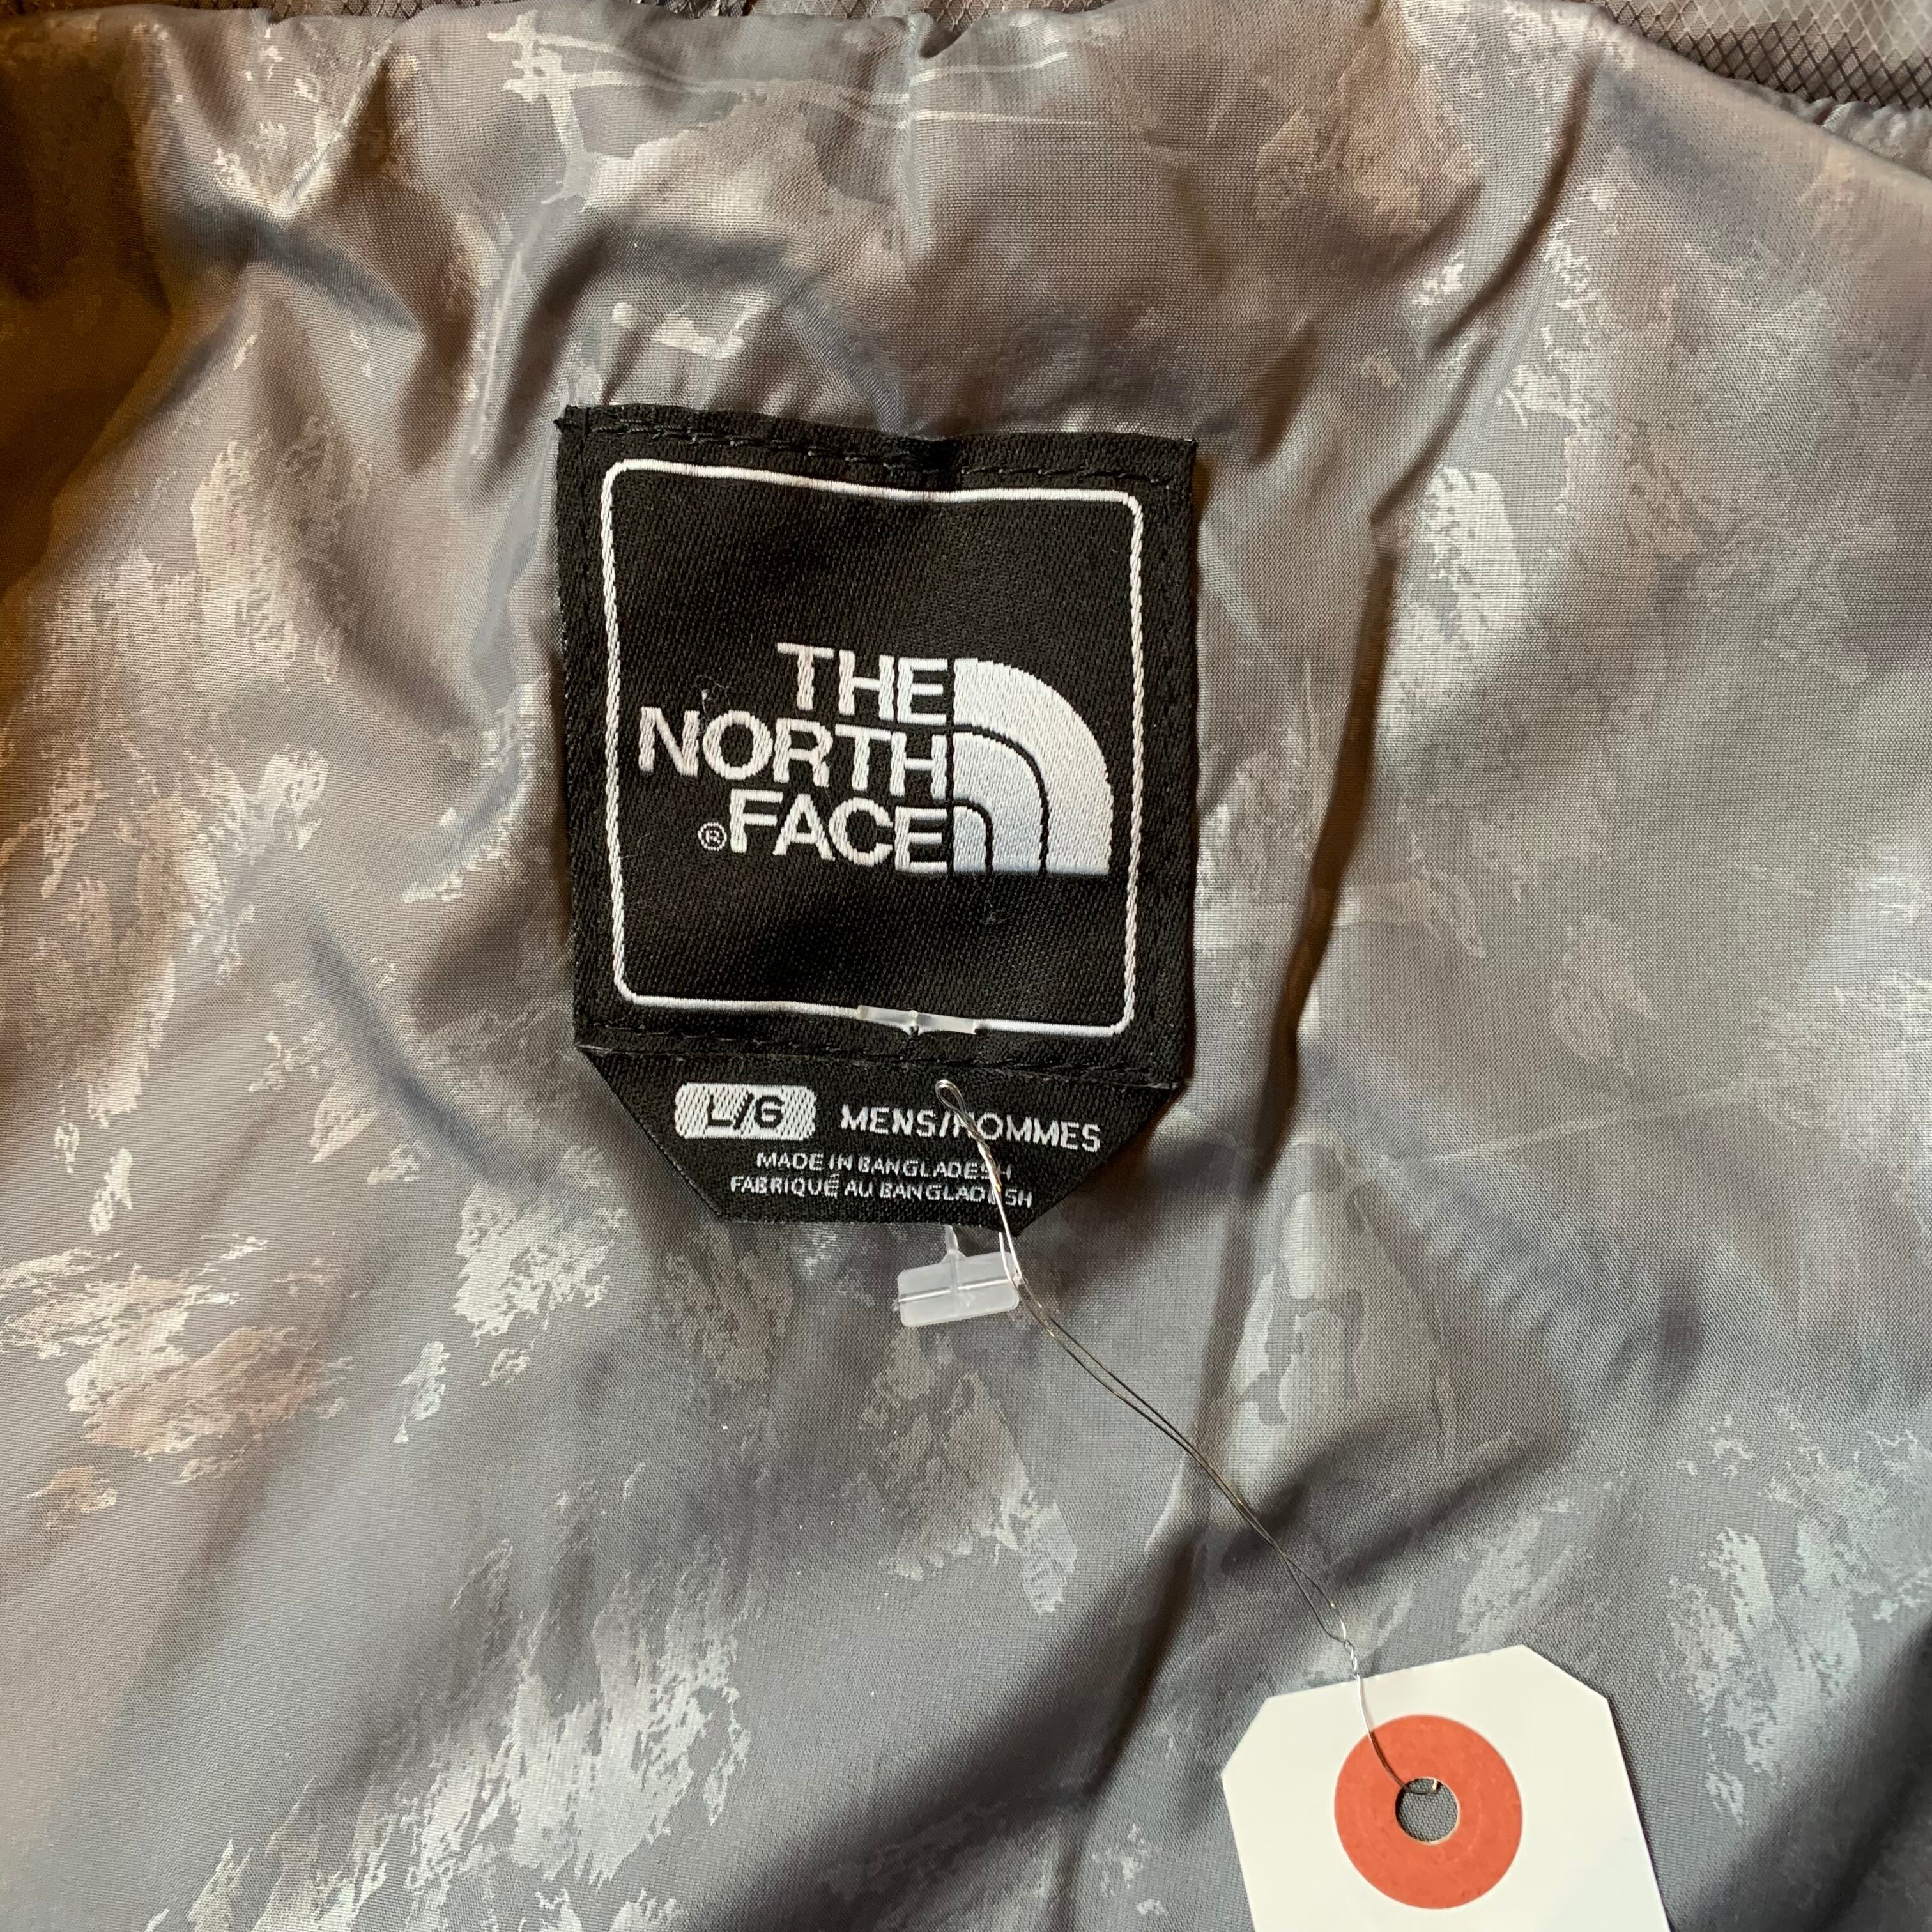 THE
NORTH
®FACE
L/G MENS/HOMMES
MADE IN BANGLADESH
FABRIQUÉ AU BANGLADESH